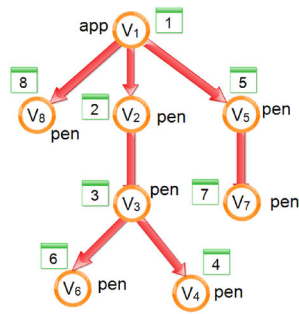 app V₁ 1
8 2 5
V₈ pen V₂ pen V₅ pen
3 V₃ pen 7 V₇ pen
6 4
V₆ pen V₄ pen